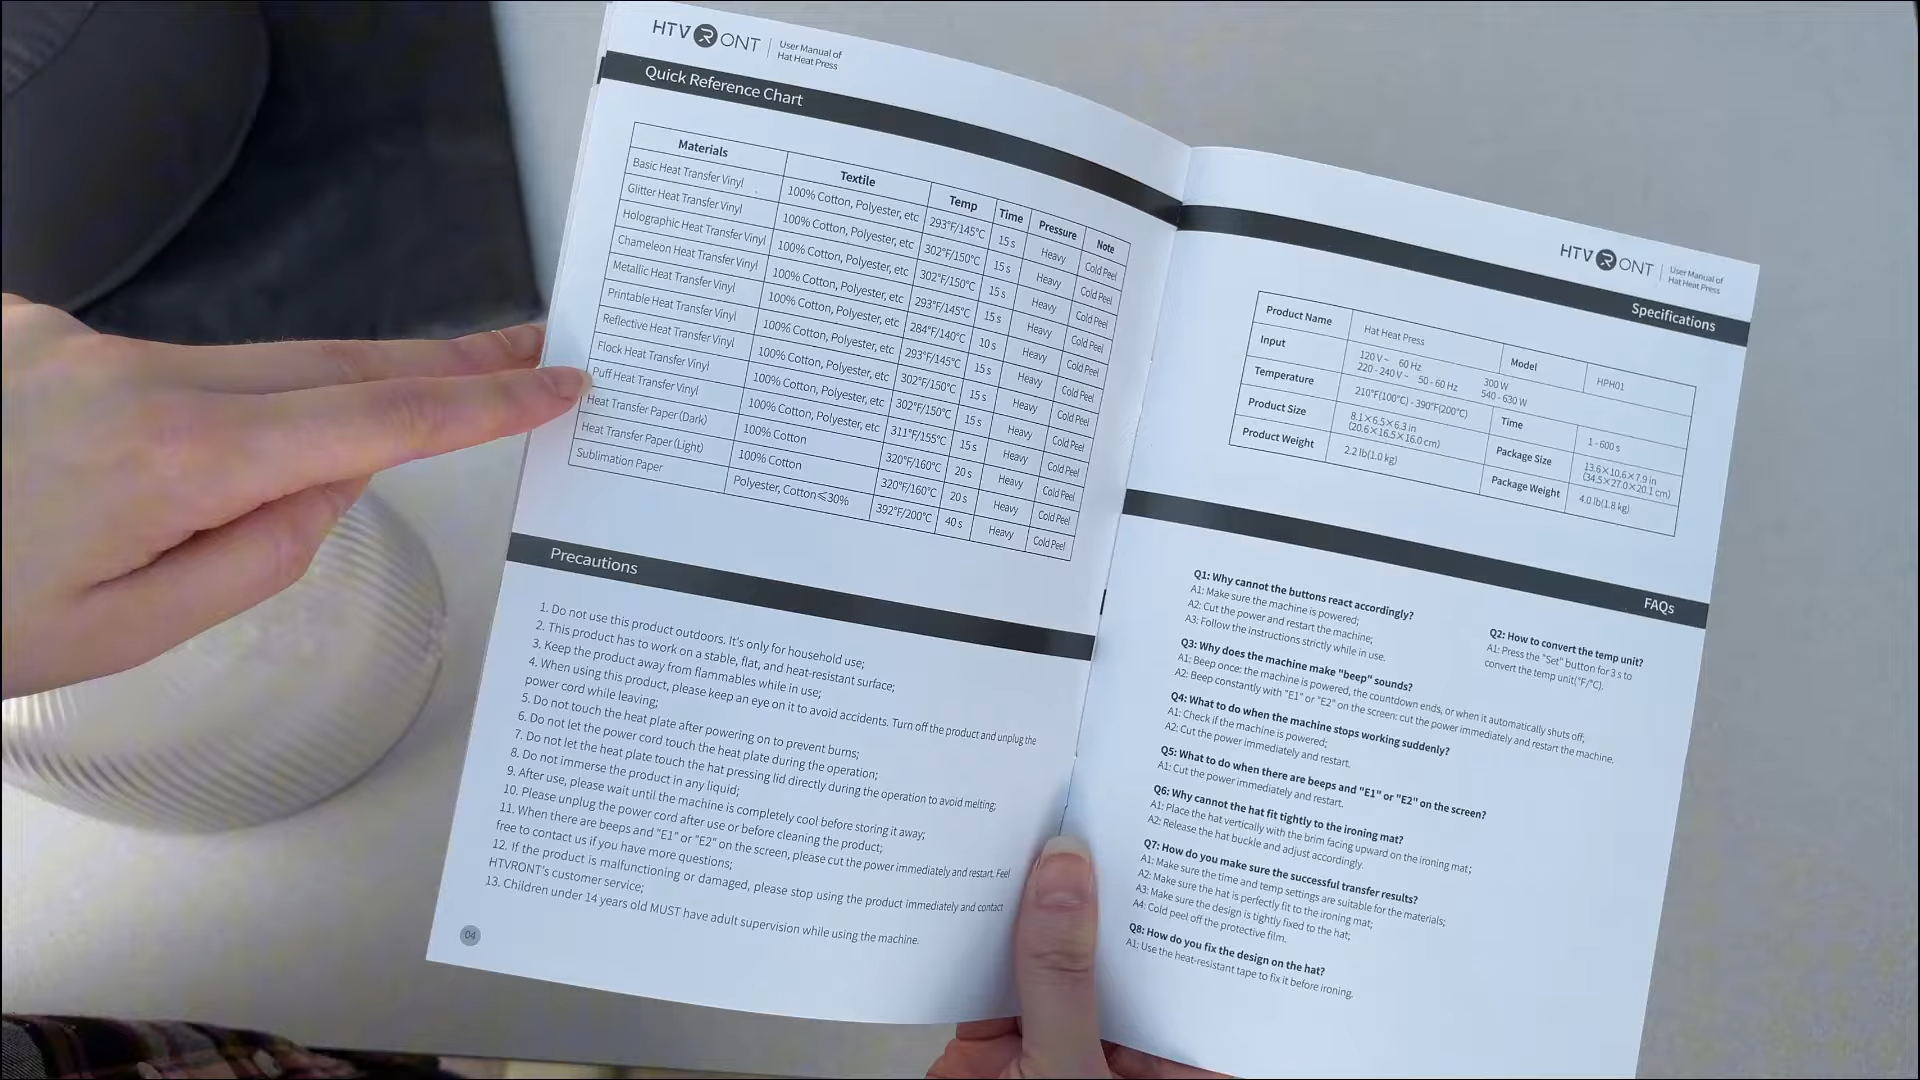 HTVRONT | User Manual of
Hat Heat Press
Quick Reference Chart
Materials Textile Temp Time Pressure Note
Basic Heat Transfer Vinyl 100% Cotton, Polyester, etc 293°F/145°C 15 s Heavy Cold Peel
Glitter Heat Transfer Vinyl 100% Cotton, Polyester, etc 302°F/150°C 15 s Heavy Cold Peel
Holographic Heat Transfer Vinyl 100% Cotton, Polyester, etc 302°F/150°C 15 s Heavy Cold Peel
Chameleon Heat Transfer Vinyl 100% Cotton, Polyester, etc 293°F/145°C 15 s Heavy Cold Peel
Metallic Heat Transfer Vinyl 100% Cotton, Polyester, etc 284°F/140°C 10 s Heavy Cold Peel
Printable Heat Transfer Vinyl 100% Cotton, Polyester, etc 293°F/145°C 15 s Heavy Cold Peel
Reflective Heat Transfer Vinyl 100% Cotton, Polyester, etc 302°F/150°C 15 s Heavy Cold Peel
Flock Heat Transfer Vinyl 100% Cotton, Polyester, etc 302°F/150°C 15 s Heavy Cold Peel
Puff Heat Transfer Vinyl 100% Cotton, Polyester, etc 311°F/155°C 15 s Heavy Cold Peel
Heat Transfer Paper (Dark) 100% Cotton 320°F/160°C 20 s Heavy Cold Peel
Heat Transfer Paper (Light) 100% Cotton 320°F/160°C 20 s Heavy Cold Peel
Sublimation Paper Polyester, Cotton≤30% 392°F/200°C 40 s Heavy Cold Peel
Precautions
1. Do not use this product outdoors. It's only for household use;
2. This product has to work on a stable, flat, and heat-resistant surface;
3. Keep the product away from flammables while in use;
4. When using this product, please keep an eye on it to avoid accidents. Turn off the product and unplug the
power cord while leaving;
5. Do not touch the heat plate after powering on to prevent burns;
6. Do not let the power cord touch the heat plate during the operation;
7. Do not let the heat plate touch the hat pressing lid directly during the operation to avoid melting;
8. Do not immerse the product in any liquid;
9. After use, please wait until the machine is completely cool before storing it away;
10. Please unplug the power cord after use or before cleaning the product;
11. When there are beeps and "E1" or "E2" on the screen, please cut the power immediately and restart. Feel
free to contact us if you have more questions;
12. If the product is malfunctioning or damaged, please stop using the product immediately and contact
HTVRONT's customer service;
13. Children under 14 years old MUST have adult supervision while using the machine.
04
HTVRONT | User Manual of
Hat Heat Press
Specifications
Product Name Hat Heat Press Model HPH01
Input 120 V~ 60 Hz 300 W
220 - 240 V~ 50 - 60 Hz 540 - 630 W
Temperature 210°F(100°C) - 390°F(200°C) Time 1 - 600 s
Product Size 8.1×6.5×6.3 in
(20.6×16.5×16.0 cm) Package Size 13.6×10.6×7.9 in
(34.5×27.0×20.1 cm)
Product Weight 2.2 lb(1.0 kg) Package Weight 4.0 lb(1.8 kg)
FAQs
Q1: Why cannot the buttons react accordingly?
A1: Make sure the machine is powered;
A2: Cut the power and restart the machine;
A3: Follow the instructions strictly while in use.
Q2: How to convert the temp unit?
A1: Press the "Set" button for 3 s to
convert the temp unit(°F/°C).
Q3: Why does the machine make "beep" sounds?
A1: Beep once: the machine is powered, the countdown ends, or when it automatically shuts off;
A2: Beep constantly with "E1" or "E2" on the screen: cut the power immediately and restart the machine.
Q4: What to do when the machine stops working suddenly?
A1: Check if the machine is powered;
A2: Cut the power immediately and restart.
Q5: What to do when there are beeps and "E1" or "E2" on the screen?
A1: Cut the power immediately and restart.
Q6: Why cannot the hat fit tightly to the ironing mat?
A1: Place the hat vertically with the brim facing upward on the ironing mat;
A2: Release the hat buckle and adjust accordingly.
Q7: How do you make sure the successful transfer results?
A1: Make sure the time and temp settings are suitable for the materials;
A2: Make sure the hat is perfectly fit to the ironing mat;
A3: Make sure the design is tightly fixed to the hat;
A4: Cold peel off the protective film.
Q8: How do you fix the design on the hat?
A1: Use the heat-resistant tape to fix it before ironing.